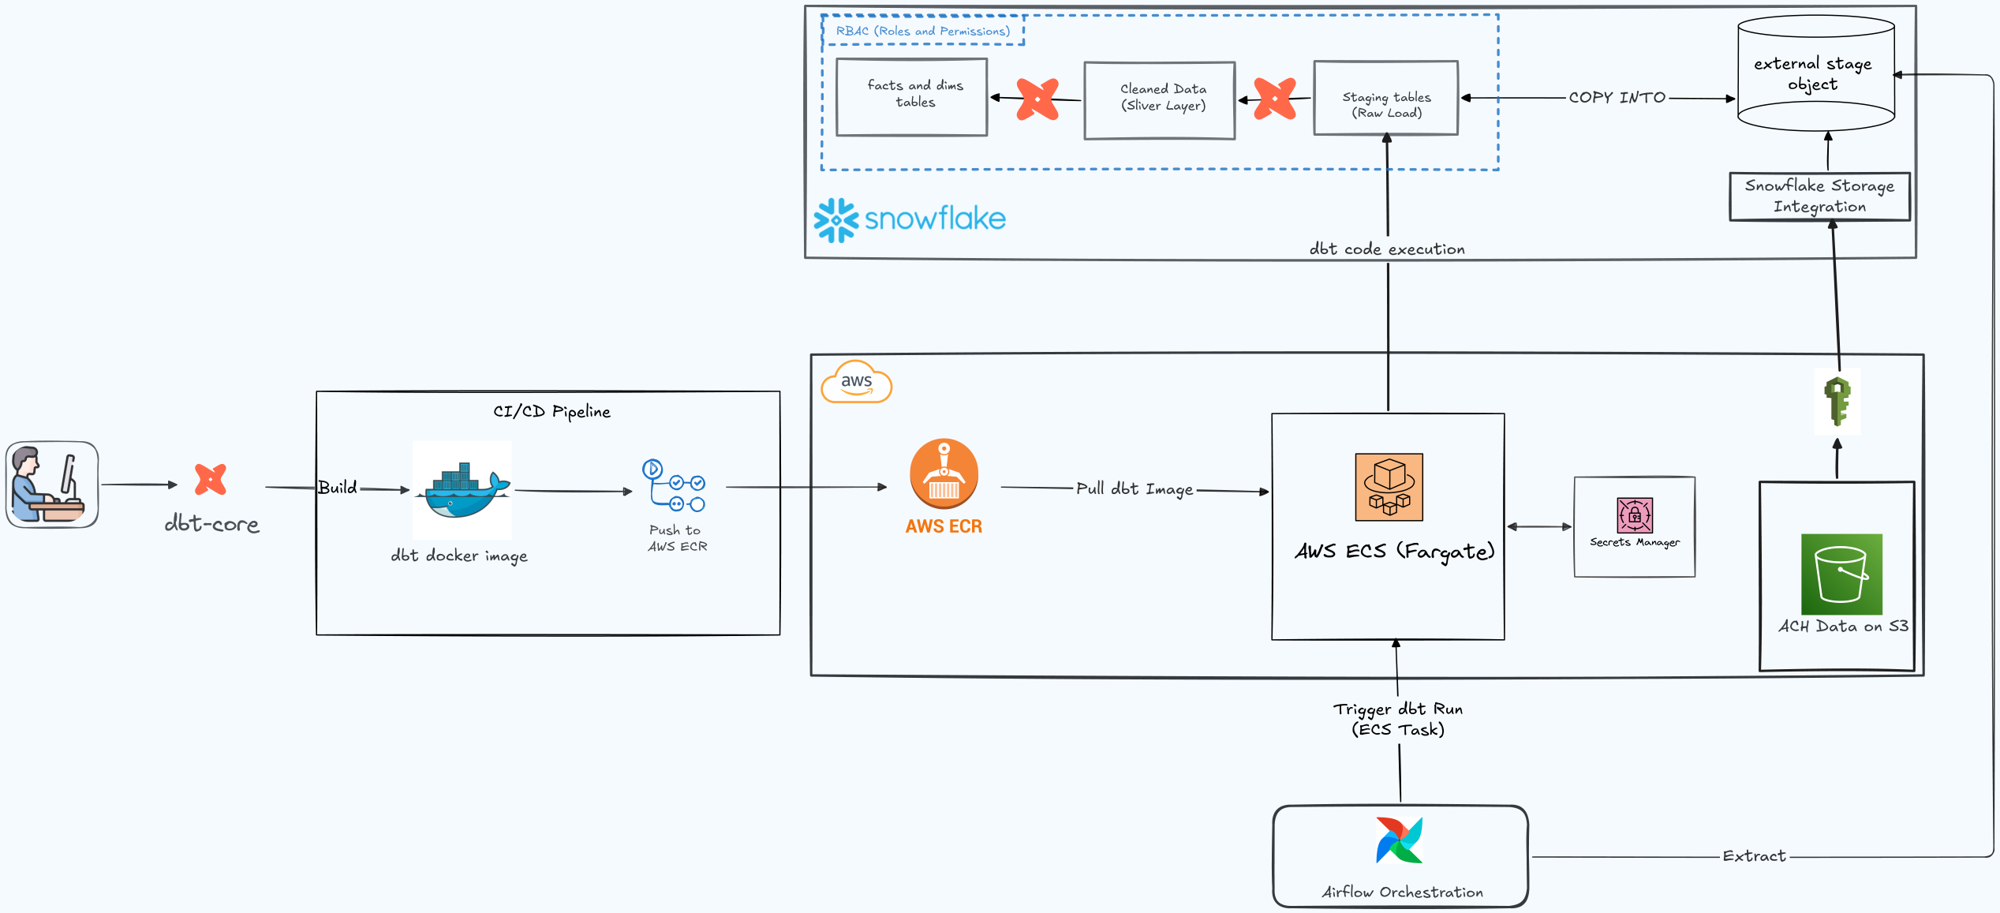 RBAC (Roles and Permissions)
facts and dims
tables
Cleaned Data
(Sliver Layer)
Staging tables
(Raw Load)
COPY INTO
external stage
object
Snowflake Storage
Integration
snowflake
dbt code execution
aws
CI/CD Pipeline
dbt-core
Build
dbt docker image
Push to
AWS ECR
AWS ECR
Pull dbt Image
AWS ECS (Fargate)
Secrets Manager
ACH Data on S3
Trigger dbt Run
(ECS Task)
Airflow Orchestration
Extract